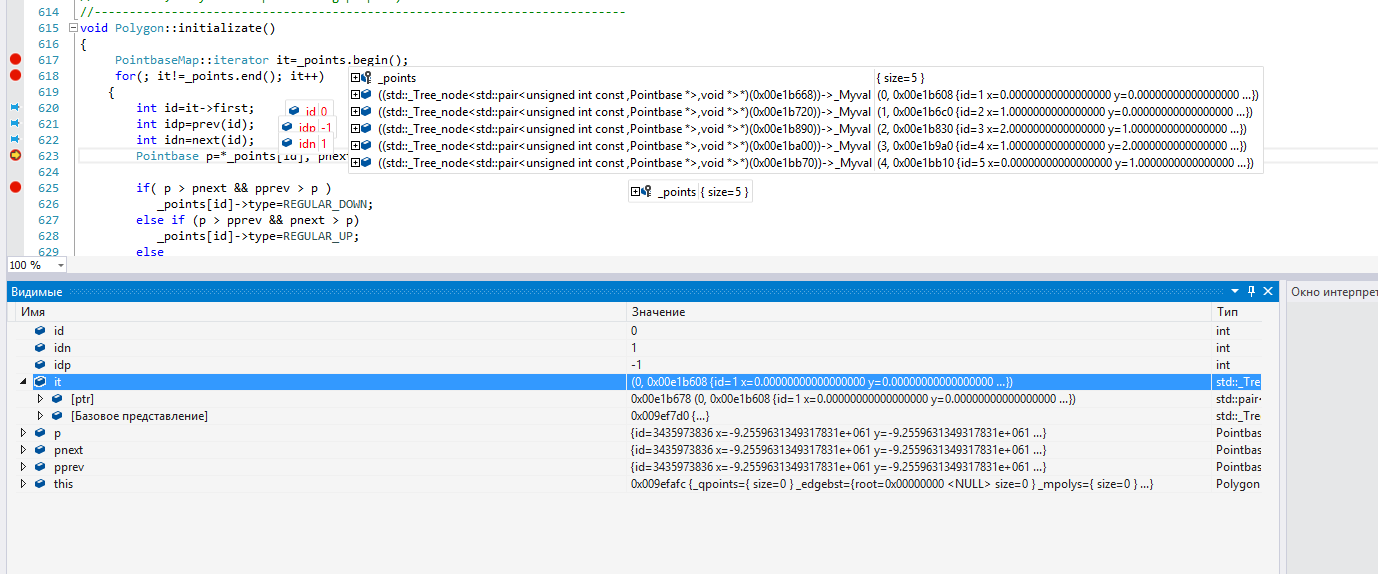 614 //---------------------------------------------------------------------------
615 void Polygon::initializate()
616 {
617 PointbaseMap::iterator it=_points.begin();
618 for(; it!=_points.end(); it++)
619 {
620 int id=it->first;
621 int idp=prev(id);
622 int idn=next(id);
623 Pointbase p=*_points[id],
624
625 if( p > pnext && pprev > p )
626 _points[id]->type=REGULAR_DOWN;
627 else if (p > pprev && pnext > p)
628 _points[id]->type=REGULAR_UP;
629 else
id 0
idp -1
idn 1
_points { size=5 }
((std::_Tree_node<std::pair<unsigned int const ,Pointbase *>,void *>*)(0x00e1b668))->_Myval (0, 0x00e1b608 {id=1 x=0.00000000000000000 y=0.00000000000000000 ...})
((std::_Tree_node<std::pair<unsigned int const ,Pointbase *>,void *>*)(0x00e1b720))->_Myval (1, 0x00e1b6c0 {id=2 x=1.0000000000000000 y=0.00000000000000000 ...})
((std::_Tree_node<std::pair<unsigned int const ,Pointbase *>,void *>*)(0x00e1b890))->_Myval (2, 0x00e1b830 {id=3 x=2.0000000000000000 y=1.0000000000000000 ...})
((std::_Tree_node<std::pair<unsigned int const ,Pointbase *>,void *>*)(0x00e1ba00))->_Myval (3, 0x00e1b9a0 {id=4 x=1.0000000000000000 y=2.0000000000000000 ...})
((std::_Tree_node<std::pair<unsigned int const ,Pointbase *>,void *>*)(0x00e1bb70))->_Myval (4, 0x00e1bb10 {id=5 x=0.00000000000000000 y=1.0000000000000000 ...})
_points { size=5 }
100 %
Видимые
Окно интерпрет
Имя Значение Тип
id 0 int
idn 1 int
idp -1 int
it (0, 0x00e1b608 {id=1 x=0.00000000000000000 y=0.00000000000000000 ...}) std::_Tre
[ptr] 0x00e1b678 (0, 0x00e1b608 {id=1 x=0.00000000000000000 y=0.00000000000000000 ...}) std::pair<
[Базовое представление] 0x009ef7d0 {...} std::_Tre
p {id=3435973836 x=-9.2559631349317831e+061 y=-9.2559631349317831e+061 ...} Pointbas
pnext {id=3435973836 x=-9.2559631349317831e+061 y=-9.2559631349317831e+061 ...} Pointbas
pprev {id=3435973836 x=-9.2559631349317831e+061 y=-9.2559631349317831e+061 ...} Pointbas
this 0x009efafc {_qpoints={ size=0 } _edgebst={root=0x00000000 <NULL> size=0 } _mpolys={ size=0 } ...} Polygon